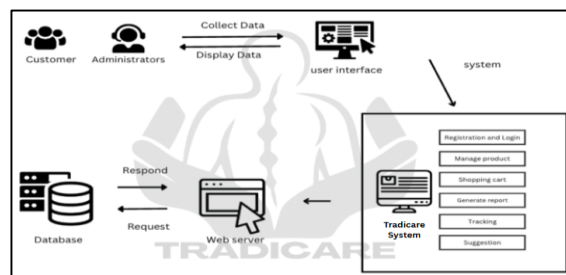 Collect Data
Display Data
Customer
Administrators
user interface
system
Registration and Login
Manage product
Shopping cart
Generate report
Tracking
Suggestion
Tradicare
System
Respond
Request
Database
Web server
TRADICARE